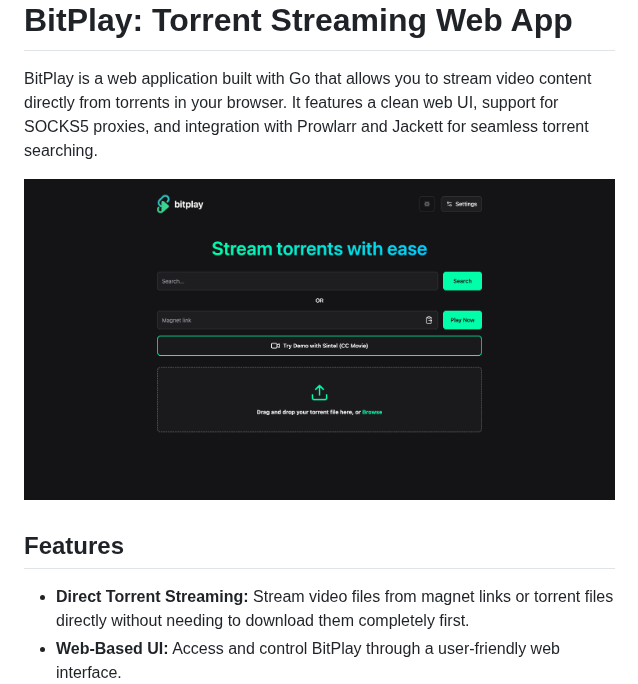 BitPlay: Torrent Streaming Web App
BitPlay is a web application built with Go that allows you to stream video content
directly from torrents in your browser. It features a clean web UI, support for
SOCKS5 proxies, and integration with Prowlarr and Jackett for seamless torrent
searching.
bitplay
Settings
Stream torrents with ease
Search...
Search
OR
Magnet link
Play Now
Try Demo with Sintel (CC Movie)
Drag and drop your torrent file here, or Browse
Features
• Direct Torrent Streaming: Stream video files from magnet links or torrent files
directly without needing to download them completely first.
• Web-Based UI: Access and control BitPlay through a user-friendly web
interface.